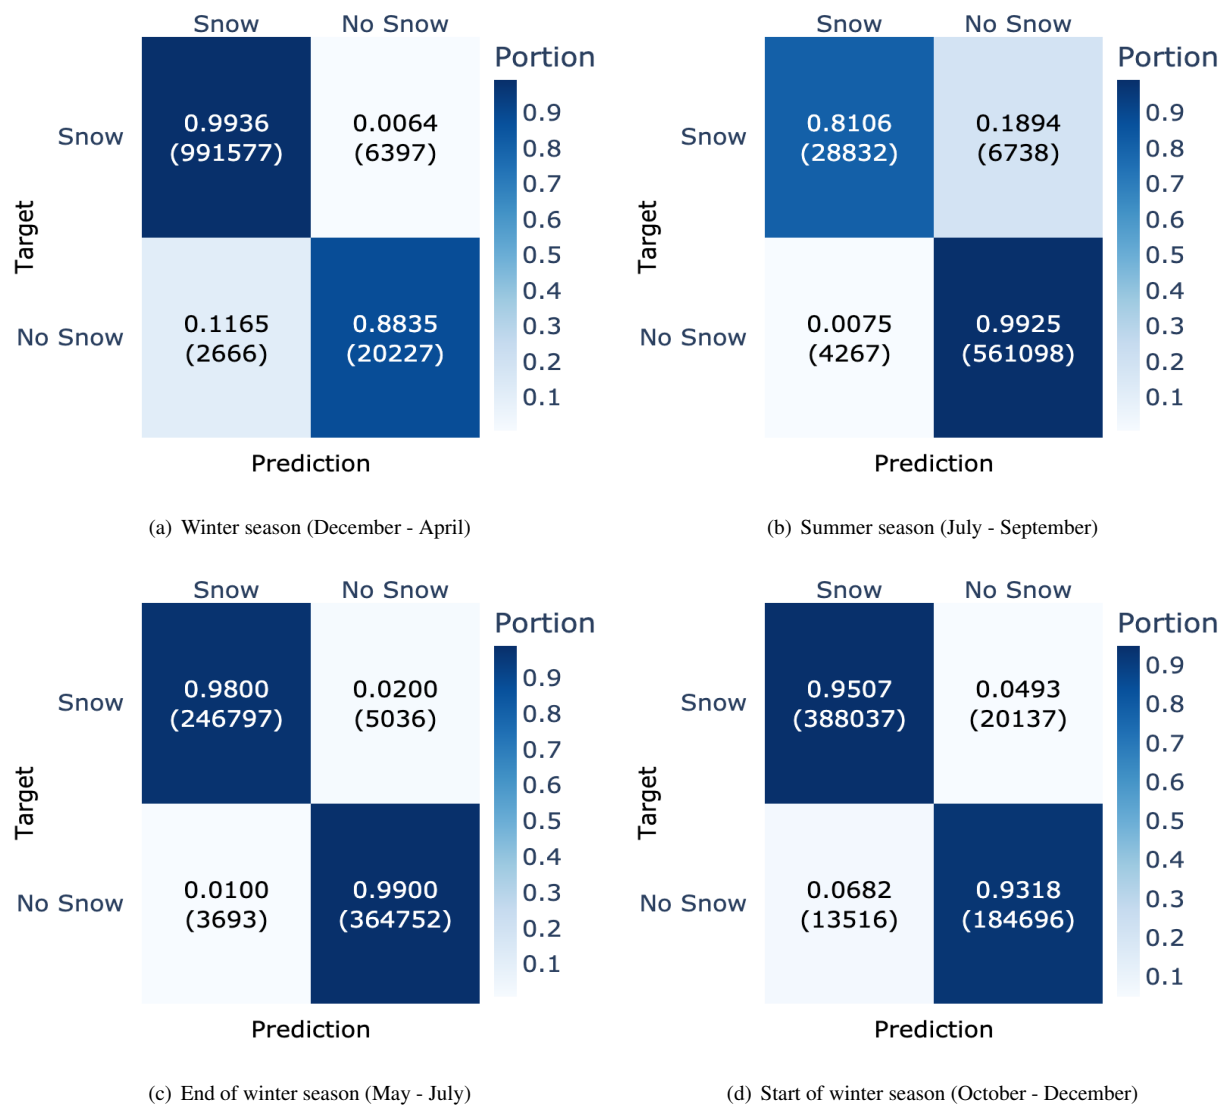 Snow No Snow
Portion
Target
Snow
0.9936
(991577)
0.0064
(6397)
No Snow
0.1165
(2666)
0.8835
(20227)
0.9
0.8
0.7
0.6
0.5
0.4
0.3
0.2
0.1
Prediction
(a) Winter season (December - April)
Snow No Snow
Portion
Target
Snow
0.8106
(28832)
0.1894
(6738)
No Snow
0.0075
(4267)
0.9925
(561098)
0.9
0.8
0.7
0.6
0.5
0.4
0.3
0.2
0.1
Prediction
(b) Summer season (July - September)
Snow No Snow
Portion
Target
Snow
0.9800
(246797)
0.0200
(5036)
No Snow
0.0100
(3693)
0.9900
(364752)
0.9
0.8
0.7
0.6
0.5
0.4
0.3
0.2
0.1
Prediction
(c) End of winter season (May - July)
Snow No Snow
Portion
Target
Snow
0.9507
(388037)
0.0493
(20137)
No Snow
0.0682
(13516)
0.9318
(184696)
0.9
0.8
0.7
0.6
0.5
0.4
0.3
0.2
0.1
Prediction
(d) Start of winter season (October - December)